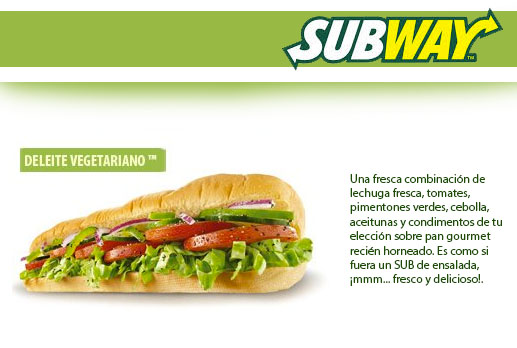 SUBWAY™
DELEITE VEGETARIANO ™
Una fresca combinación de
lechuga fresca, tomates,
pimentones verdes, cebolla,
aceitunas y condimentos de tu
elección sobre pan gourmet
recién horneado. Es como si
fuera un SUB de ensalada,
¡mmm... fresco y delicioso!.